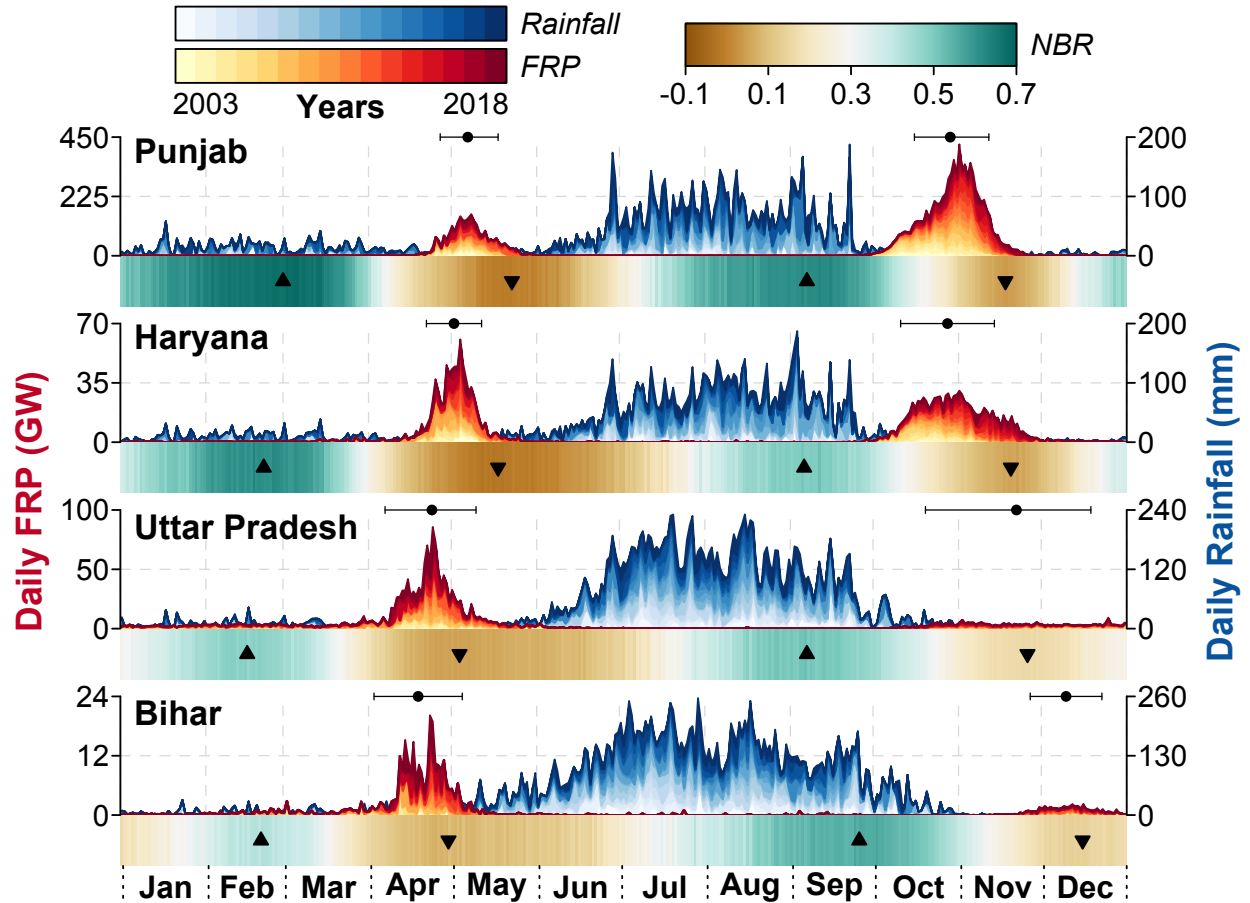 Rainfall
FRP
2003 Years 2018
NBR
-0.1 0.1 0.3 0.5 0.7
Daily FRP (GW)
Daily Rainfall (mm)
Punjab
450
225
0
200
100
0
Haryana
70
35
0
200
100
0
Uttar Pradesh
100
50
0
240
120
0
Bihar
24
12
0
260
130
0
Jan Feb Mar Apr May Jun Jul Aug Sep Oct Nov Dec